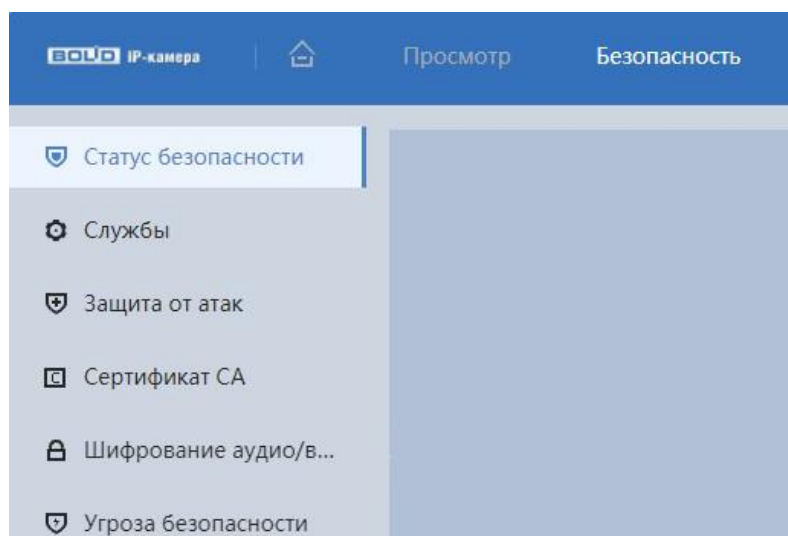 BOLID IP-камера
Просмотр
Безопасность
Статус безопасности
Службы
Защита от атак
Сертификат CA
Шифрование аудио/в...
Угроза безопасности